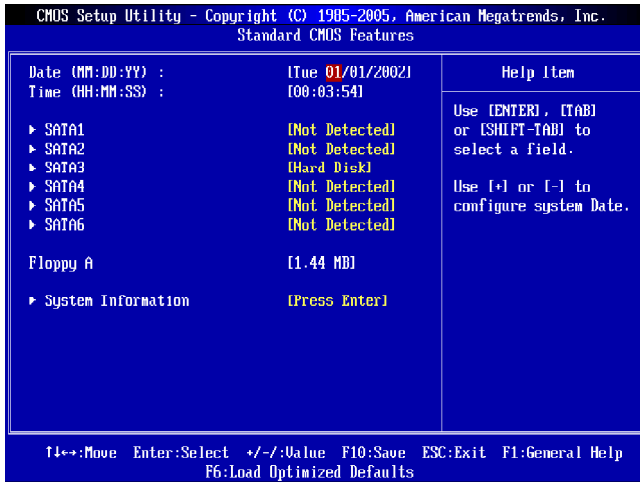 CMOS Setup Utility - Copyright (C) 1985-2005, American Megatrends, Inc.
Standard CMOS Features
Date (MM:DD:YY) : [Tue 01/01/2002]
Time (HH:MM:SS) : [00:03:54]
▶ SATA1 [Not Detected]
▶ SATA2 [Not Detected]
▶ SATA3 [Hard Disk]
▶ SATA4 [Not Detected]
▶ SATA5 [Not Detected]
▶ SATA6 [Not Detected]
Floppy A [1.44 MB]
▶ System Information [Press Enter]
Help Item
Use [ENTER], [TAB]
or [SHIFT-TAB] to
select a field.
Use [+] or [-] to
configure system Date.
↑↓←→:Move Enter:Select +/-/:Value F10:Save ESC:Exit F1:General Help
F6:Load Optimized Defaults